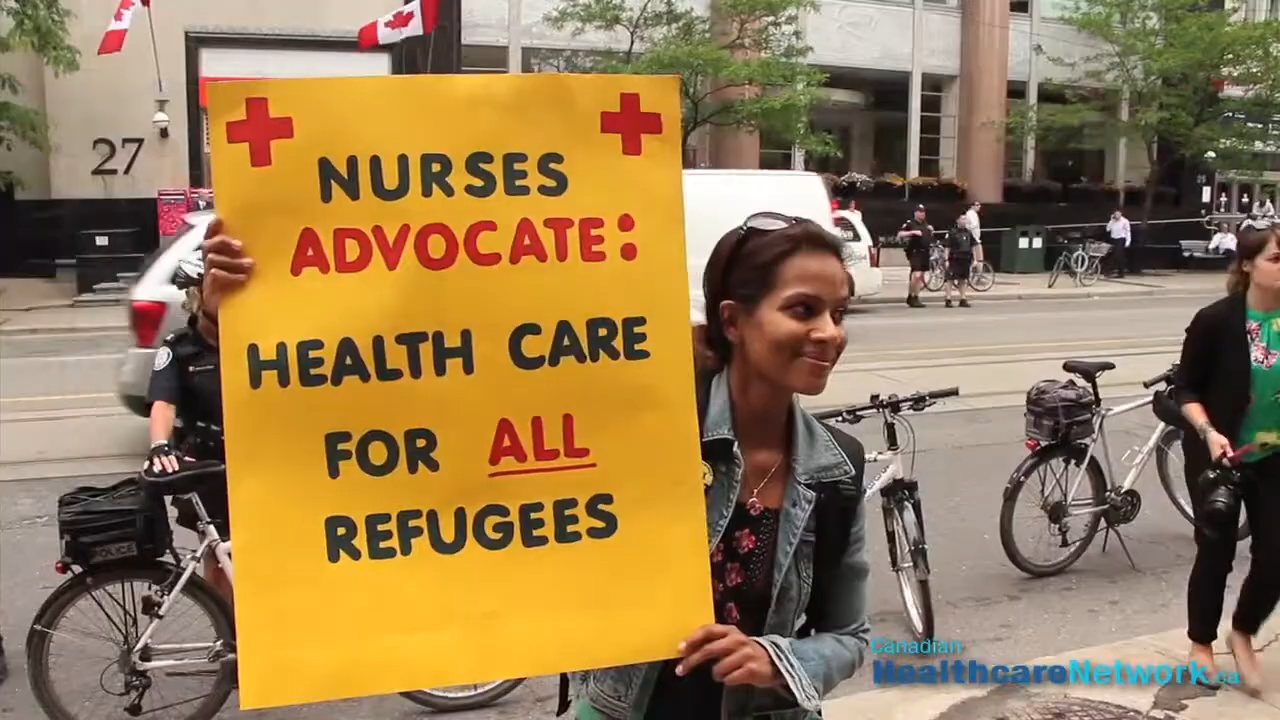 27
NURSES
ADVOCATE:
HEALTH CARE
FOR ALL
REFUGEES
POLICE
Canadian
HealthcareNetwork.ca